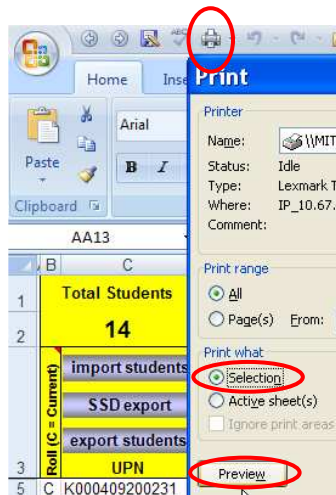 Home Inse
Print
Paste
Arial
B I
Clipboard
AA13
Printer
Name: \\MIT
Status: Idle
Type: Lexmark T
Where: IP_10.67.
Comment:
Print range
All
Page(s) From:
Print what
Selection
Active sheet(s)
Ignore print areas
Preview
B C
1 Total Students
2 14
Roll (C = Current)
import students
SSD export
export students
3 UPN
5 C K000409200231